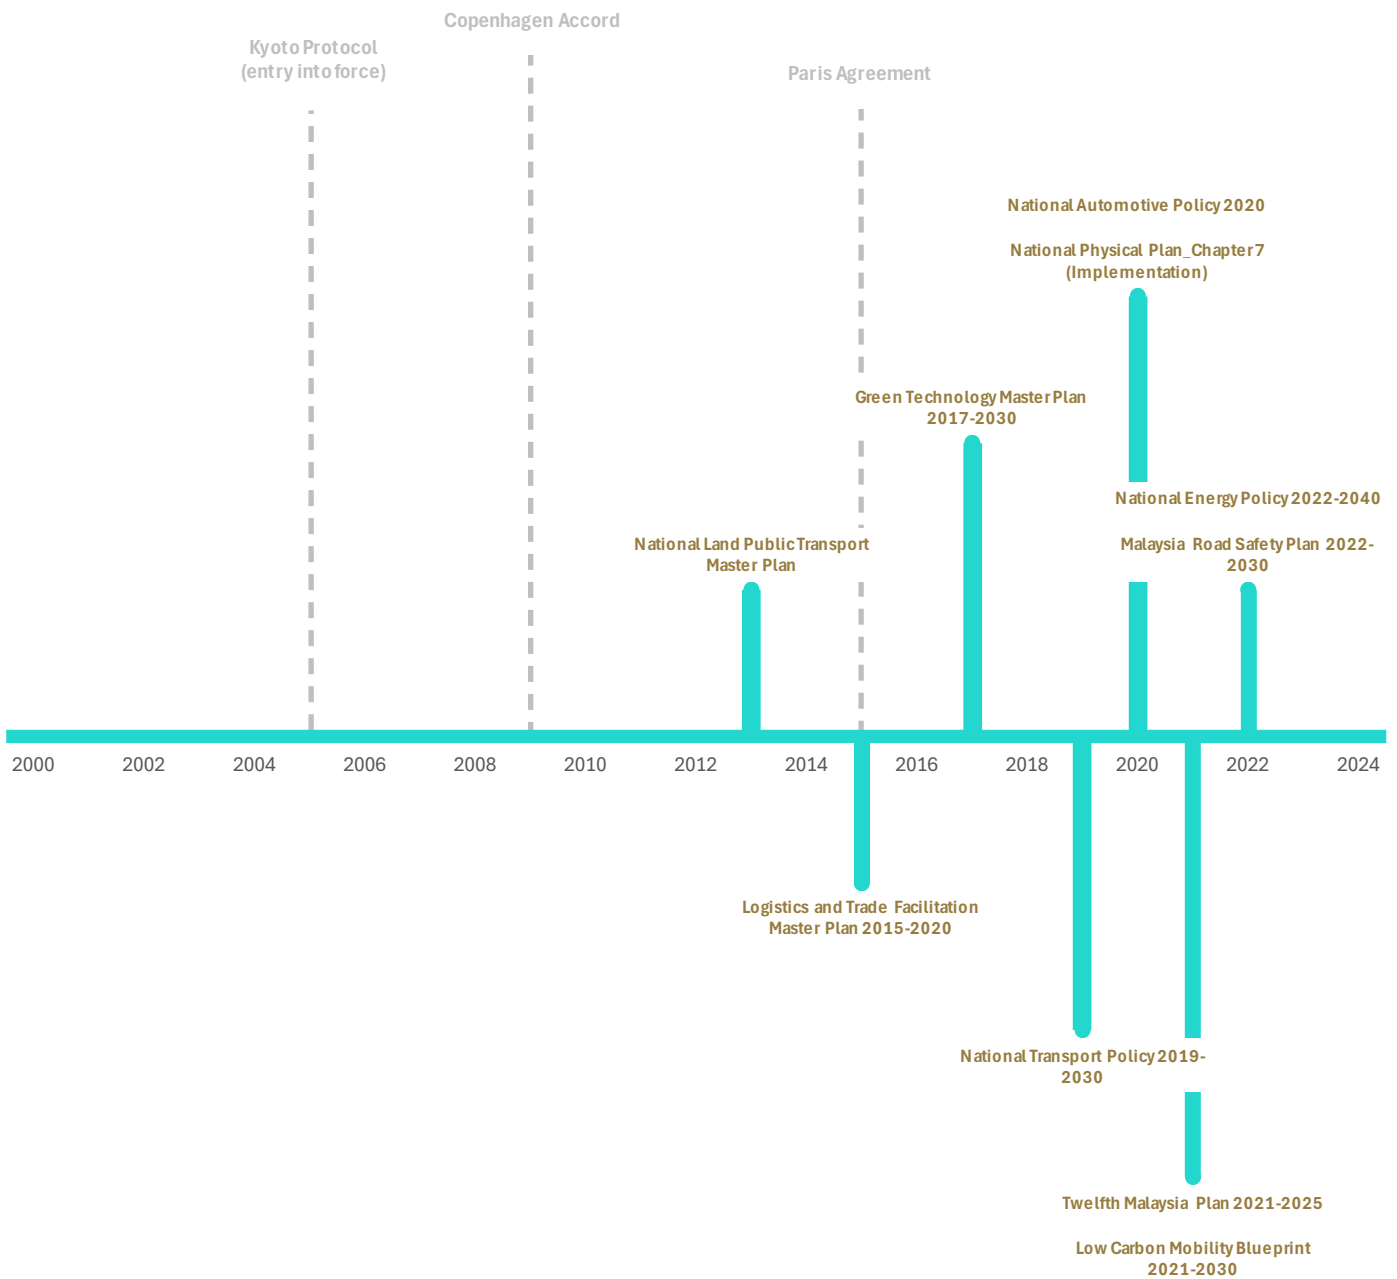 Copenhagen Accord
Kyoto Protocol
(entry into force)
Paris Agreement
National Automotive Policy 2020
National Physical Plan_Chapter 7
(Implementation)
Green Technology Master Plan
2017-2030
National Energy Policy 2022-2040
National Land Public Transport
Master Plan
Malaysia Road Safety Plan 2022-
2030
2000 2002 2004 2006 2008 2010 2012 2014 2016 2018 2020 2022 2024
Logistics and Trade Facilitation
Master Plan 2015-2020
National Transport Policy 2019-
2030
Twelfth Malaysia Plan 2021-2025
Low Carbon Mobility Blueprint
2021-2030